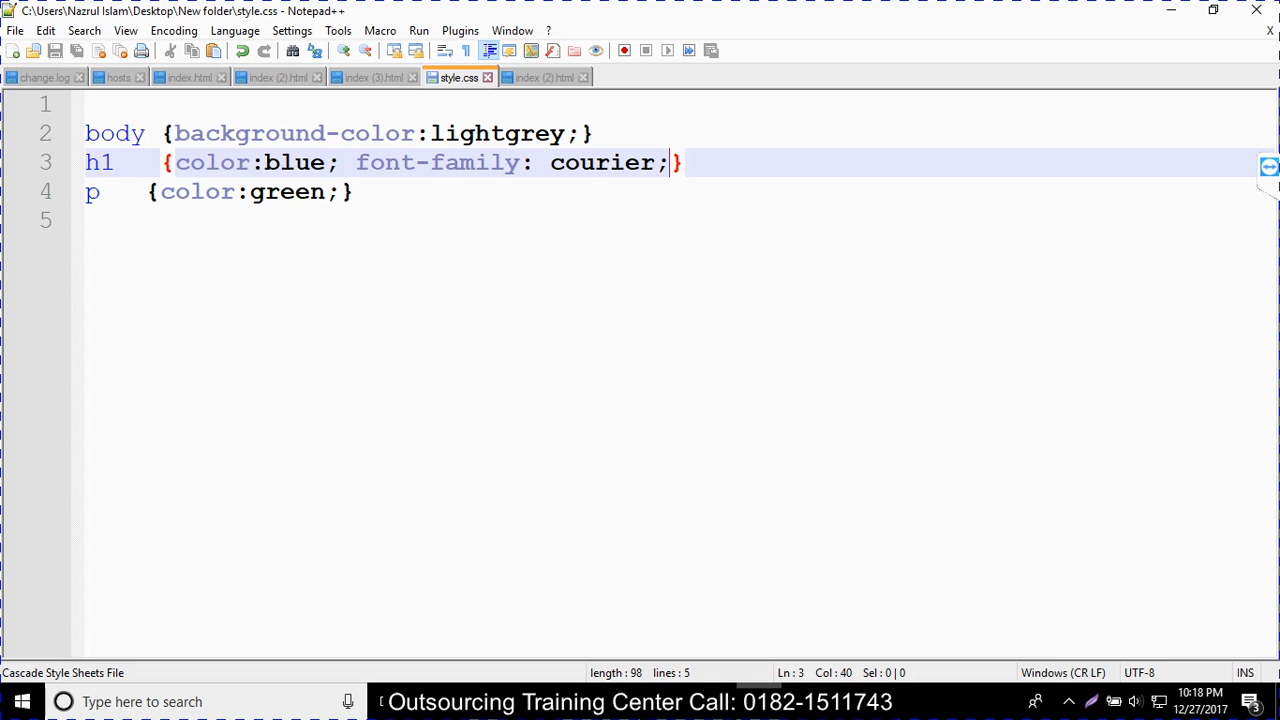 C:\Users\Nazrul Islam\Desktop\New folder\style.css - Notepad++
File Edit Search View Encoding Language Settings Tools Macro Run Plugins Window ? X
change.log hosts index.html index (2).html index (3).html style.css index (2).html
1
2 body {background-color:lightgrey;}
3 h1 {color:blue; font-family: courier;}
4 p {color:green;}
5
Cascade Style Sheets File length : 98 lines : 5 Ln : 3 Col : 40 Sel : 0 | 0 Windows (CR LF) UTF-8 INS
Type here to search [ Outsourcing Training Center Call: 0182-1511743 10:18 PM
12/27/2017 3